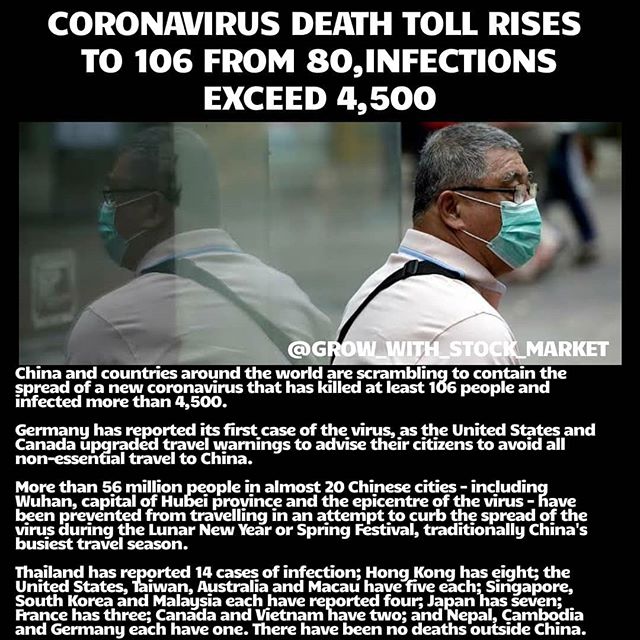 CORONAVIRUS DEATH TOLL RISES
TO 106 FROM 80,INFECTIONS
EXCEED 4,500
@GROW_WITH_STOCK_MARKET
China and countries around the world are scrambling to contain the
spread of a new coronavirus that has killed at least 106 people and
infected more than 4,500.
Germany has reported its first case of the virus, as the United States and
Canada upgraded travel warnings to advise their citizens to avoid all
non-essential travel to China.
More than 56 million people in almost 20 Chinese cities - including
Wuhan, capital of Hubei province and the epicentre of the virus - have
been prevented from travelling in an attempt to curb the spread of the
virus during the Lunar New Year or Spring Festival, traditionally China's
busiest travel season.
Thailand has reported 14 cases of infection; Hong Kong has eight; the
United States, Taiwan, Australia and Macau have five each; Singapore,
South Korea and Malaysia each have reported four; Japan has seven;
France has three; Canada and Vietnam have two; and Nepal, Cambodia
and Germany each have one. There have been no deaths outside China.